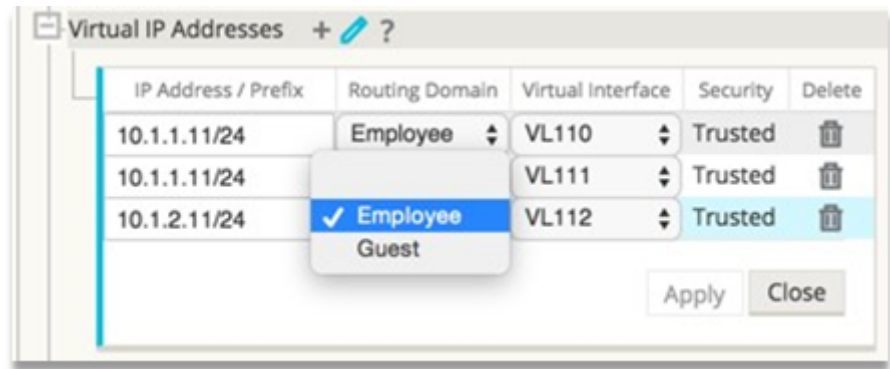 Virtual IP Addresses + ?
IP Address / Prefix Routing Domain Virtual Interface Security Delete
10.1.1.11/24 Employee VL110 Trusted
10.1.1.11/24 VL111 Trusted
10.1.2.11/24 ✓ Employee VL112 Trusted
Guest
Apply Close